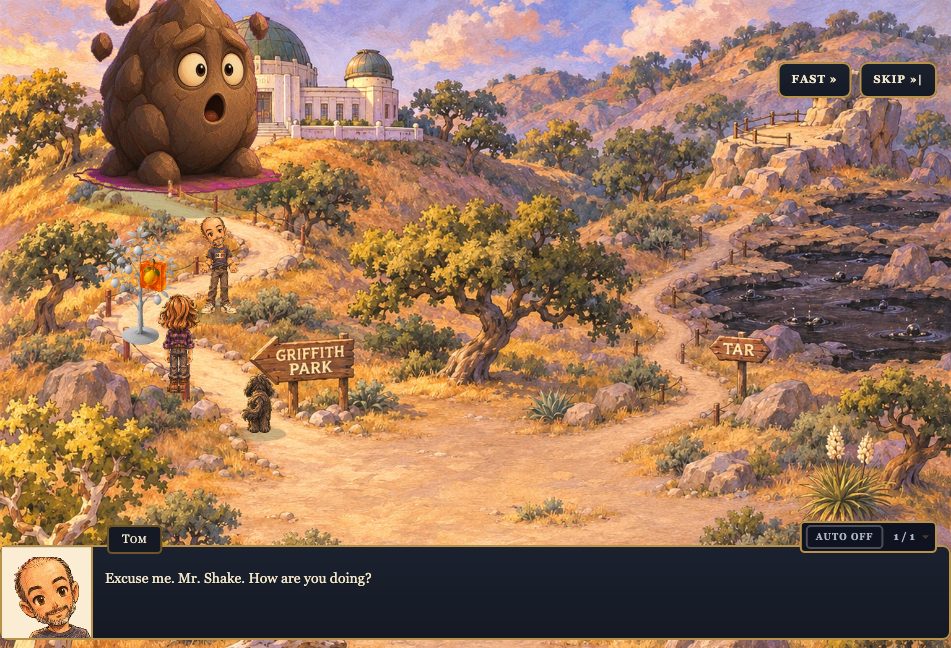 FAST »
SKIP »|
GRIFFITH
PARK
TAR
Tom
AUTO OFF
1 / 1
Excuse me. Mr. Shake. How are you doing?